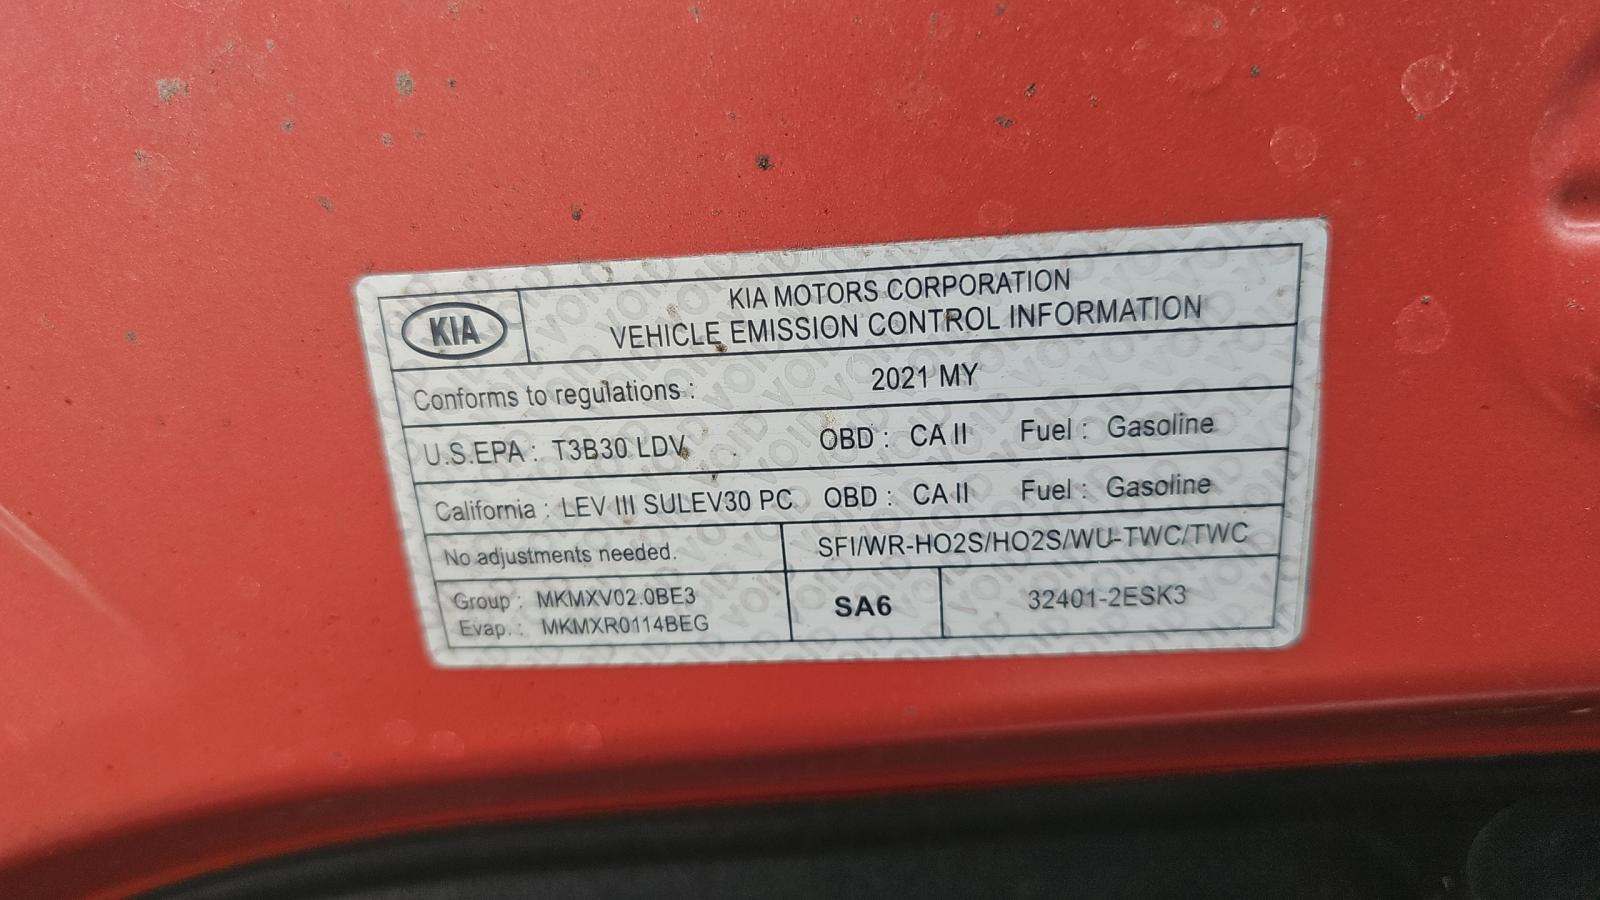 KIA
KIA MOTORS CORPORATION
VEHICLE EMISSION CONTROL INFORMATION
Conforms to regulations : 2021 MY
U.S.EPA : T3B30 LDV OBD : CA II Fuel : Gasoline
California : LEV III SULEV30 PC OBD : CA II Fuel : Gasoline
No adjustments needed. SFI/WR-HO2S/HO2S/WU-TWC/TWC
Group : MKMXV02.0BE3
Evap. : MKMXR0114BEG
SA6
32401-2ESK3